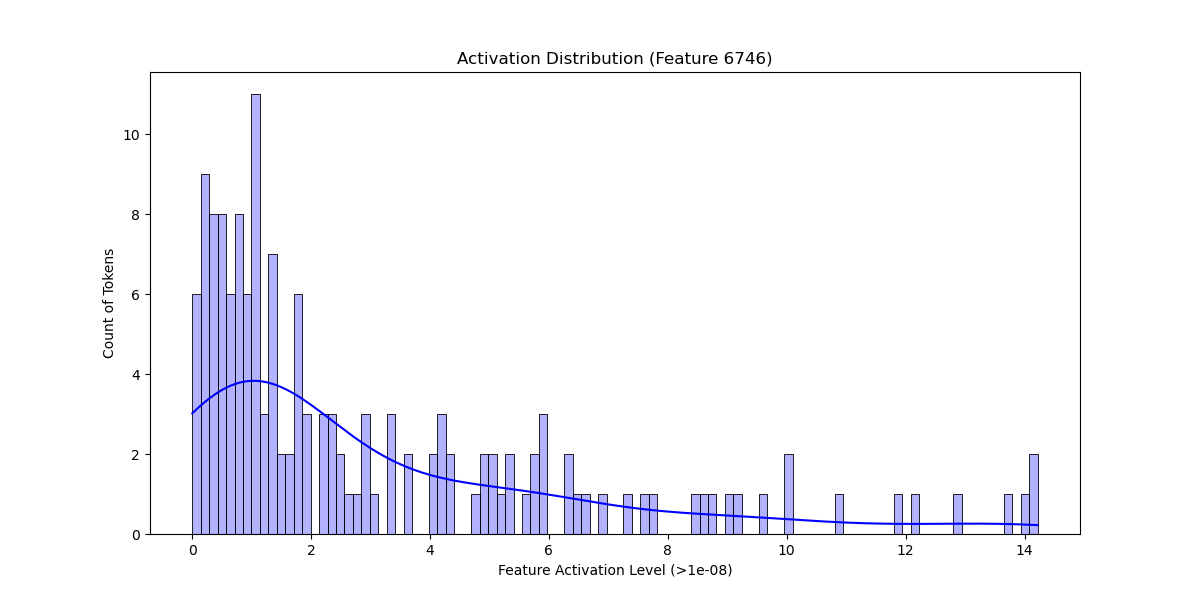 Activation Distribution (Feature 6746)
Count of Tokens
10
8
6
4
2
0
0 2 4 6 8 10 12 14
Feature Activation Level (>1e-08)